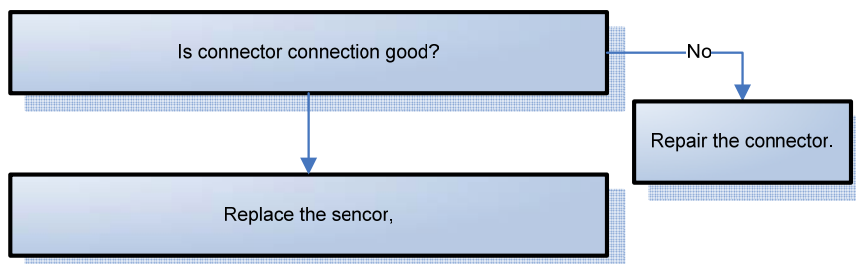 Is connector connection good?
No
Repair the connector.
Replace the sencor,